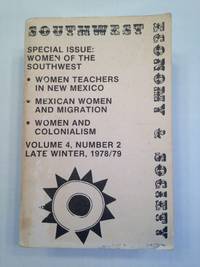 SOUTHWEST
ECONOMY & SOCIETY
SPECIAL ISSUE:
WOMEN OF THE
SOUTHWEST
• WOMEN TEACHERS
IN NEW MEXICO
• MEXICAN WOMEN
AND MIGRATION
• WOMEN AND
COLONIALISM
VOLUME 4, NUMBER 2
LATE WINTER, 1978/79